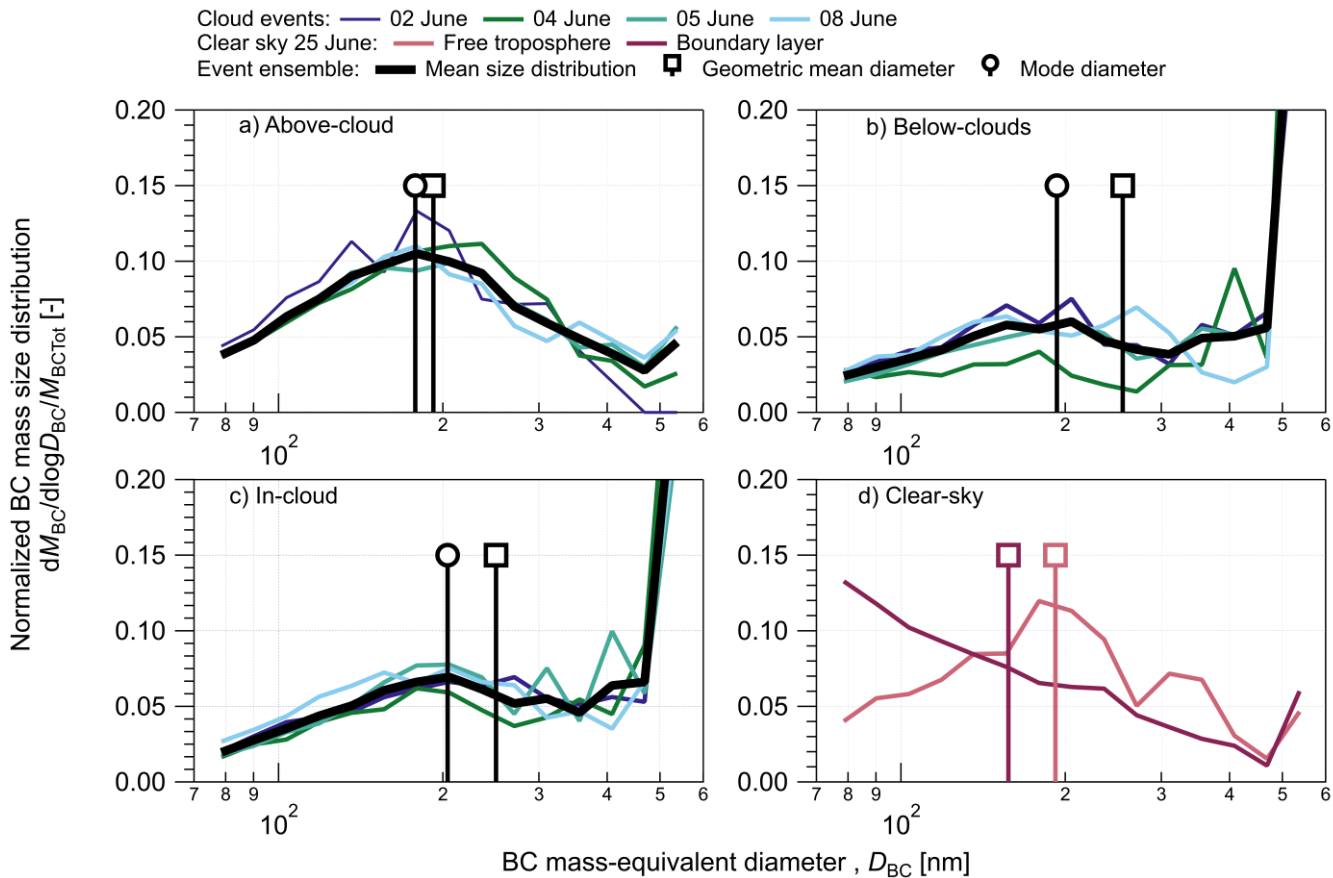 Cloud events: 02 June 04 June 05 June 08 June
Clear sky 25 June: Free troposphere Boundary layer
Event ensemble: Mean size distribution Geometric mean diameter Mode diameter
Normalized BC mass size distribution
dM_BC/dlogD_BC/M_BCTot [-]
a) Above-cloud
0.20
0.15
0.10
0.05
0.00
7 8 9 2 3 4 5 6
10²
b) Below-clouds
0.20
0.15
0.10
0.05
0.00
7 8 9 2 3 4 5 6
10²
c) In-cloud
0.20
0.15
0.10
0.05
0.00
7 8 9 2 3 4 5 6
10²
d) Clear-sky
0.20
0.15
0.10
0.05
0.00
7 8 9 2 3 4 5 6
10²
BC mass-equivalent diameter , D_BC [nm]